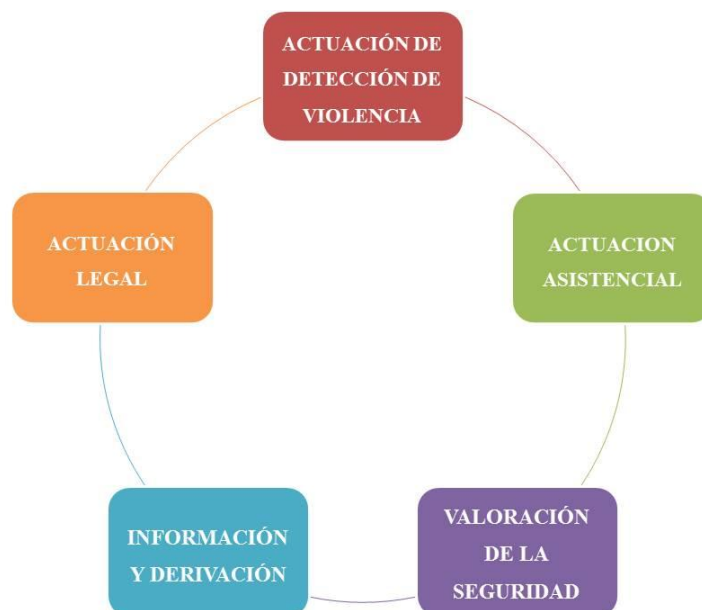 ACTUACIÓN DE
DETECCIÓN DE
VIOLENCIA
ACTUACION
ASISTENCIAL
VALORACIÓN
DE LA
SEGURIDAD
INFORMACIÓN
Y DERIVACIÓN
ACTUACIÓN
LEGAL